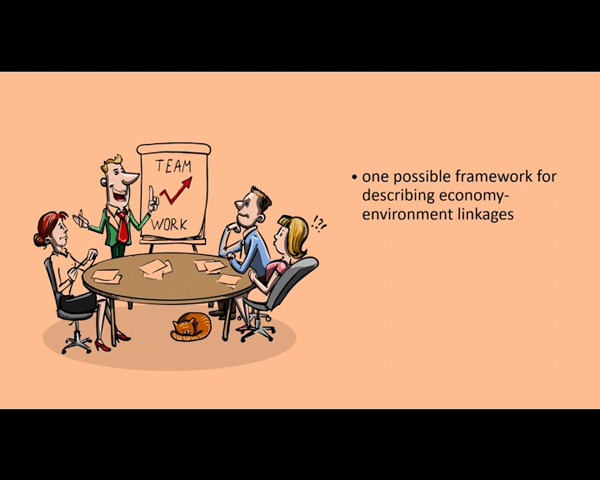 TEAM
WORK
!?!
• one possible framework for
describing economy-
environment linkages